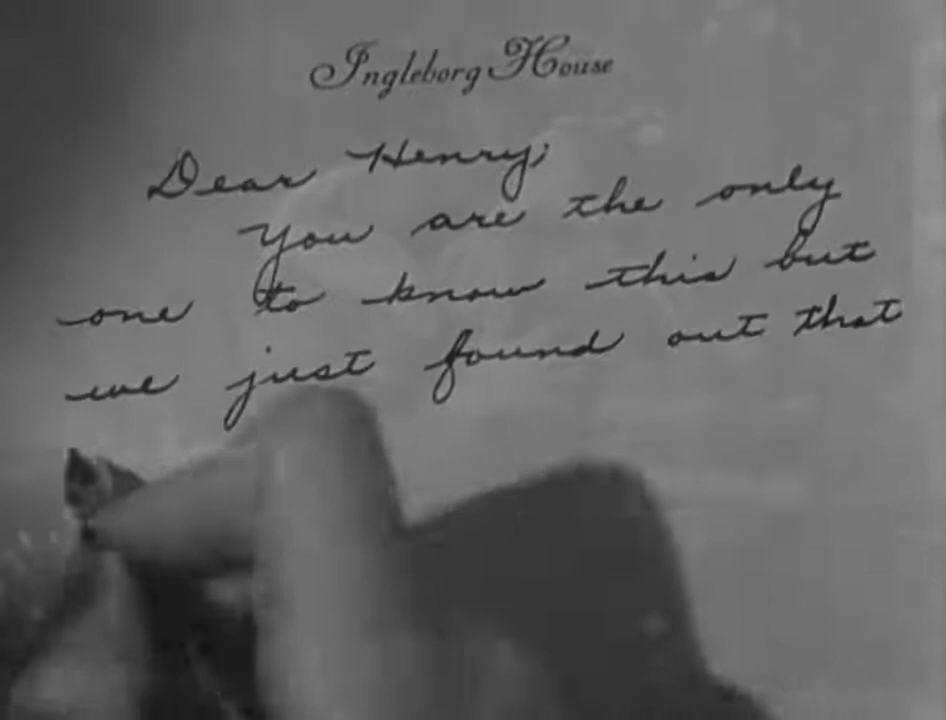 Ingleborg House
Dear Henry;
You are the only
one to know this but
we just found out that